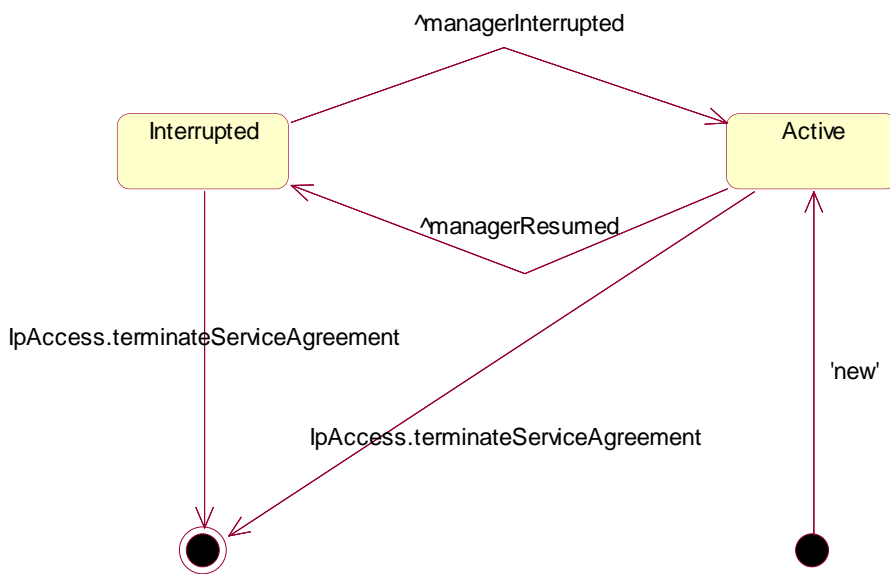 ^managerInterrupted
Interrupted
Active
^managerResumed
IpAccess.terminateServiceAgreement
'new'
IpAccess.terminateServiceAgreement